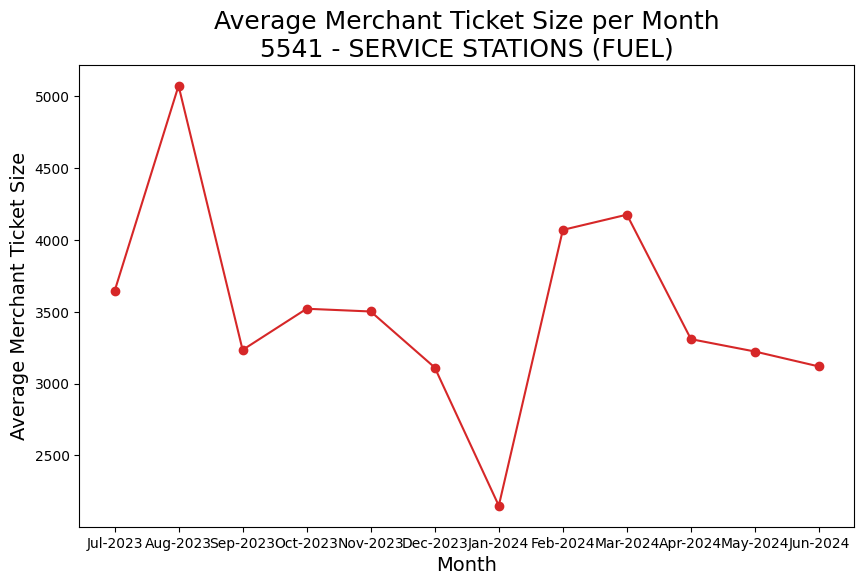 Average Merchant Ticket Size per Month
5541 - SERVICE STATIONS (FUEL)
Average Merchant Ticket Size
5000
4500
4000
3500
3000
2500
Jul-2023 Aug-2023 Sep-2023 Oct-2023 Nov-2023 Dec-2023 Jan-2024 Feb-2024 Mar-2024 Apr-2024 May-2024 Jun-2024
Month